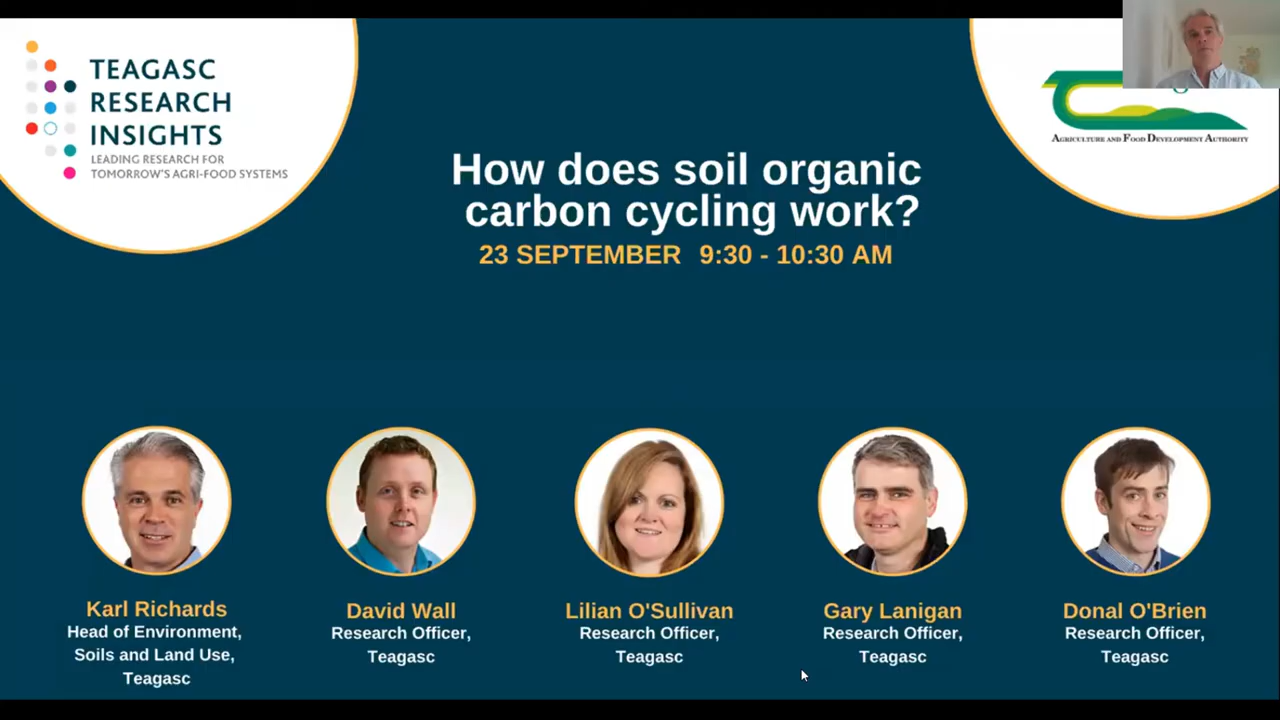 TEAGASC
RESEARCH
INSIGHTS
LEADING RESEARCH FOR
TOMORROW'S AGRI-FOOD SYSTEMS
AGRICULTURE AND FOOD DEVELOPMENT AUTHORITY
How does soil organic
carbon cycling work?
23 SEPTEMBER 9:30 - 10:30 AM
Karl Richards
Head of Environment,
Soils and Land Use,
Teagasc
David Wall
Research Officer,
Teagasc
Lilian O'Sullivan
Research Officer,
Teagasc
Gary Lanigan
Research Officer,
Teagasc
Donal O'Brien
Research Officer,
Teagasc